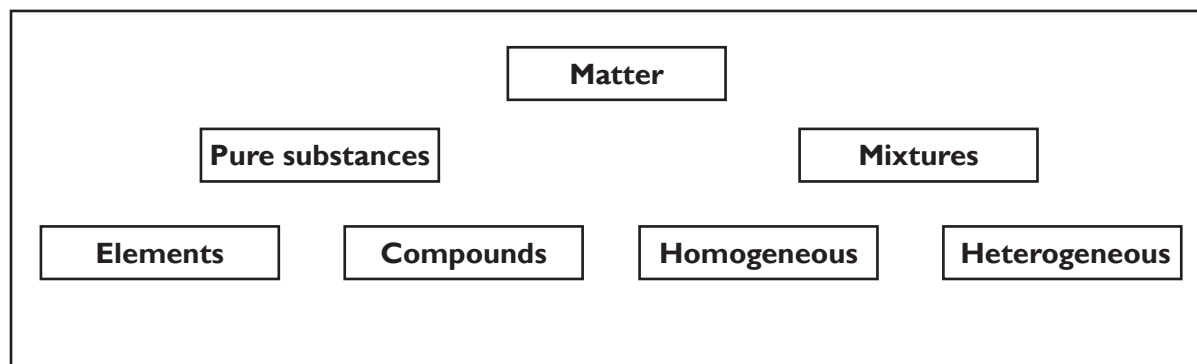 Matter
Pure substances Mixtures
Elements Compounds Homogeneous Heterogeneous